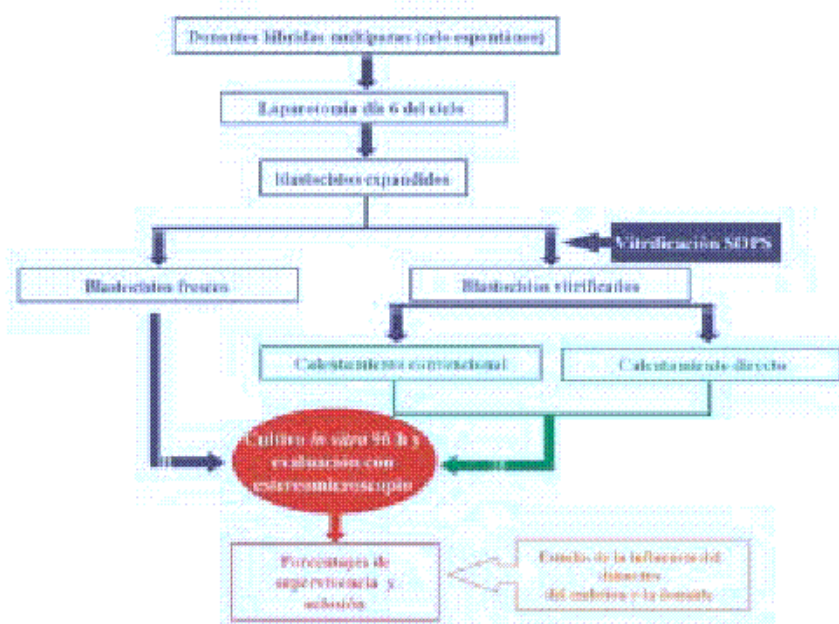 Donantes híbridas multíparas (celo espontáneo)
Laparotomía día 6 del ciclo
Blastocistos expandidos
Vitrificación SOPS
Blastocistos frescos
Blastocistos vitrificados
Calentamiento convencional
Calentamiento directo
Cultivo in vitro 96 h y
evaluación con
estereomicroscopio
Porcentajes de
supervivencia y
eclosión
Estudio de la influencia del
diámetro
del embrión y la donante